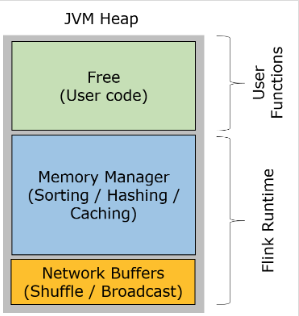 JVM Heap
Free
(User code)
User
Functions
Memory Manager
(Sorting / Hashing /
Caching)
Flink Runtime
Network Buffers
(Shuffle / Broadcast)